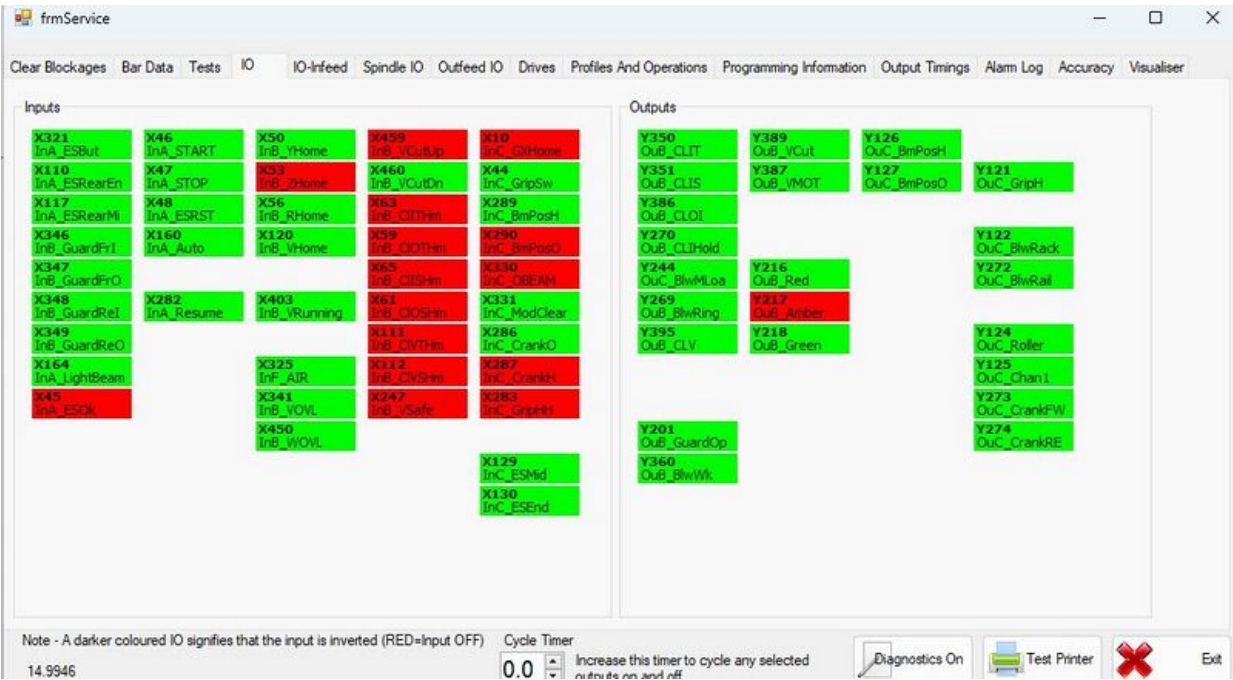 frmService
Clear Blockages Bar Data Tests IO IO-Infeed Spindle IO Outfeed IO Drives Profiles And Operations Programming Information Output Timings Alarm Log Accuracy Visualiser
Inputs
X321
InA_ESBut
X110
InA_ESRearEn
X117
InA_ESRearMi
X346
InB_GuardFrI
X347
InB_GuardFrO
X348
InB_GuardReI
X349
InB_GuardReO
X164
InA_LightBeam
X45
InA_ESOk
X46
InA_START
X47
InA_STOP
X48
InA_ESRST
X160
InA_Auto
X282
InA_Resume
X50
InB_YHome
X53
InB_ZHome
X56
InB_RHome
X120
InB_VHome
X403
InB_VRunning
X325
InF_AIR
X341
InB_VOVL
X450
InB_WOVL
X459
InB_VCutUp
X460
InB_VCutDn
X63
InB_ClITHm
X59
InB_ClOTHm
X65
InB_ClISHm
X61
InB_ClOSHm
X111
InB_ClVTHm
X112
InB_ClVSHm
X247
InB_VSafe
X10
InC_GXHome
X44
InC_GripSw
X289
InC_BmPosH
X290
InC_BmPosO
X330
InC_OBEAM
X331
InC_ModClear
X286
InC_CrankO
X287
InC_CrankH
X283
InC_GripHH
X129
InC_ESMid
X130
InC_ESEnd
Outputs
Y350
OuB_CLIT
Y351
OuB_CLIS
Y386
OuB_CLOI
Y270
OuB_CLIHold
Y244
OuC_BlwMLoa
Y269
OuB_BlwRing
Y395
OuB_CLV
Y201
OuB_GuardOp
Y360
OuB_BlwWk
Y389
OuB_VCut
Y387
OuB_VMOT
Y216
OuB_Red
Y217
OuB_Amber
Y218
OuB_Green
Y126
OuC_BmPosH
Y127
OuC_BmPosO
Y121
OuC_GripH
Y122
OuC_BlwRack
Y272
OuC_BlwRail
Y124
OuC_Roller
Y125
OuC_Chan1
Y273
OuC_CrankFW
Y274
OuC_CrankRE
Note - A darker coloured IO signifies that the input is inverted (RED=Input OFF)
14.9946
Cycle Timer
0.0
Increase this timer to cycle any selected
outputs on and off
Diagnostics On
Test Printer
Exit